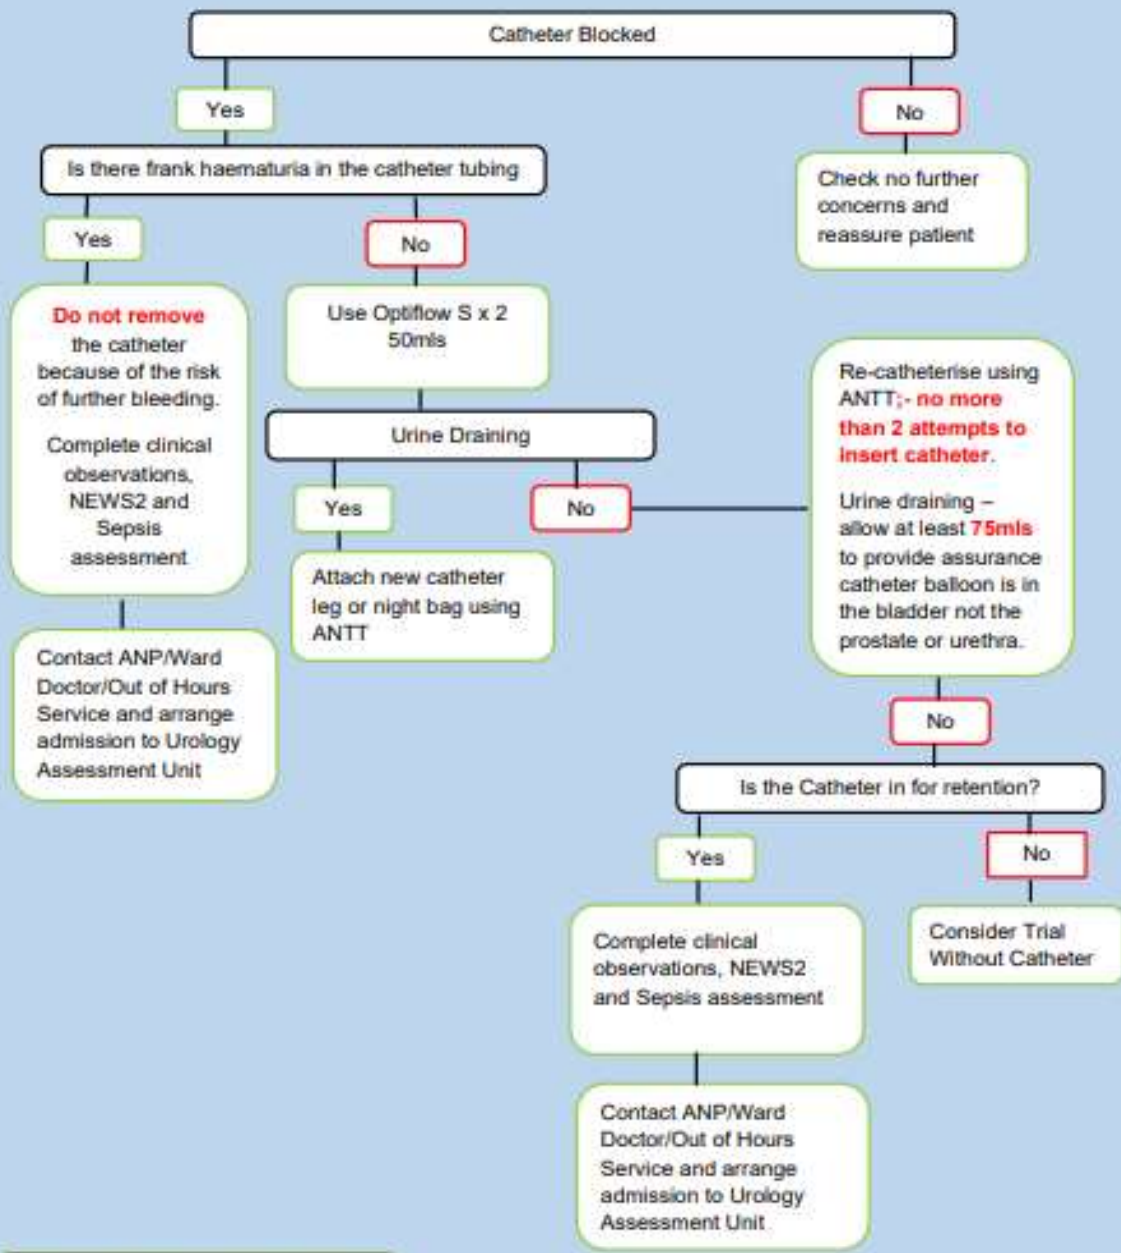 Catheter Blocked
Yes
No
Is there frank haematuria in the catheter tubing
Check no further
concerns and
reassure patient
Yes
No
Do not remove
the catheter
because of the risk
of further bleeding.
Complete clinical
observations,
NEWS2 and
Sepsis
assessment
Contact ANP/Ward
Doctor/Out of Hours
Service and arrange
admission to Urology
Assessment Unit
Use Optiflow S x 2
50mls
Urine Draining
Yes
No
Attach new catheter
leg or night bag using
ANTT
Re-catheterise using
ANTT;- no more
than 2 attempts to
insert catheter.
Urine draining –
allow at least 75mls
to provide assurance
catheter balloon is in
the bladder not the
prostate or urethra.
No
Is the Catheter in for retention?
Yes
No
Complete clinical
observations, NEWS2
and Sepsis assessment
Consider Trial
Without Catheter
Contact ANP/Ward
Doctor/Out of Hours
Service and arrange
admission to Urology
Assessment Unit